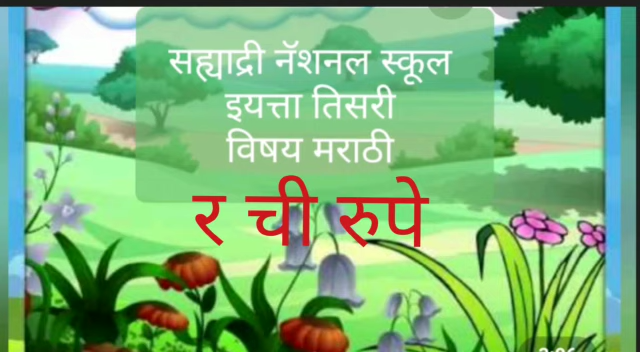 सह्याद्री नॅशनल स्कूल
इयत्ता तिसरी
विषय मराठी
र ची रुपे